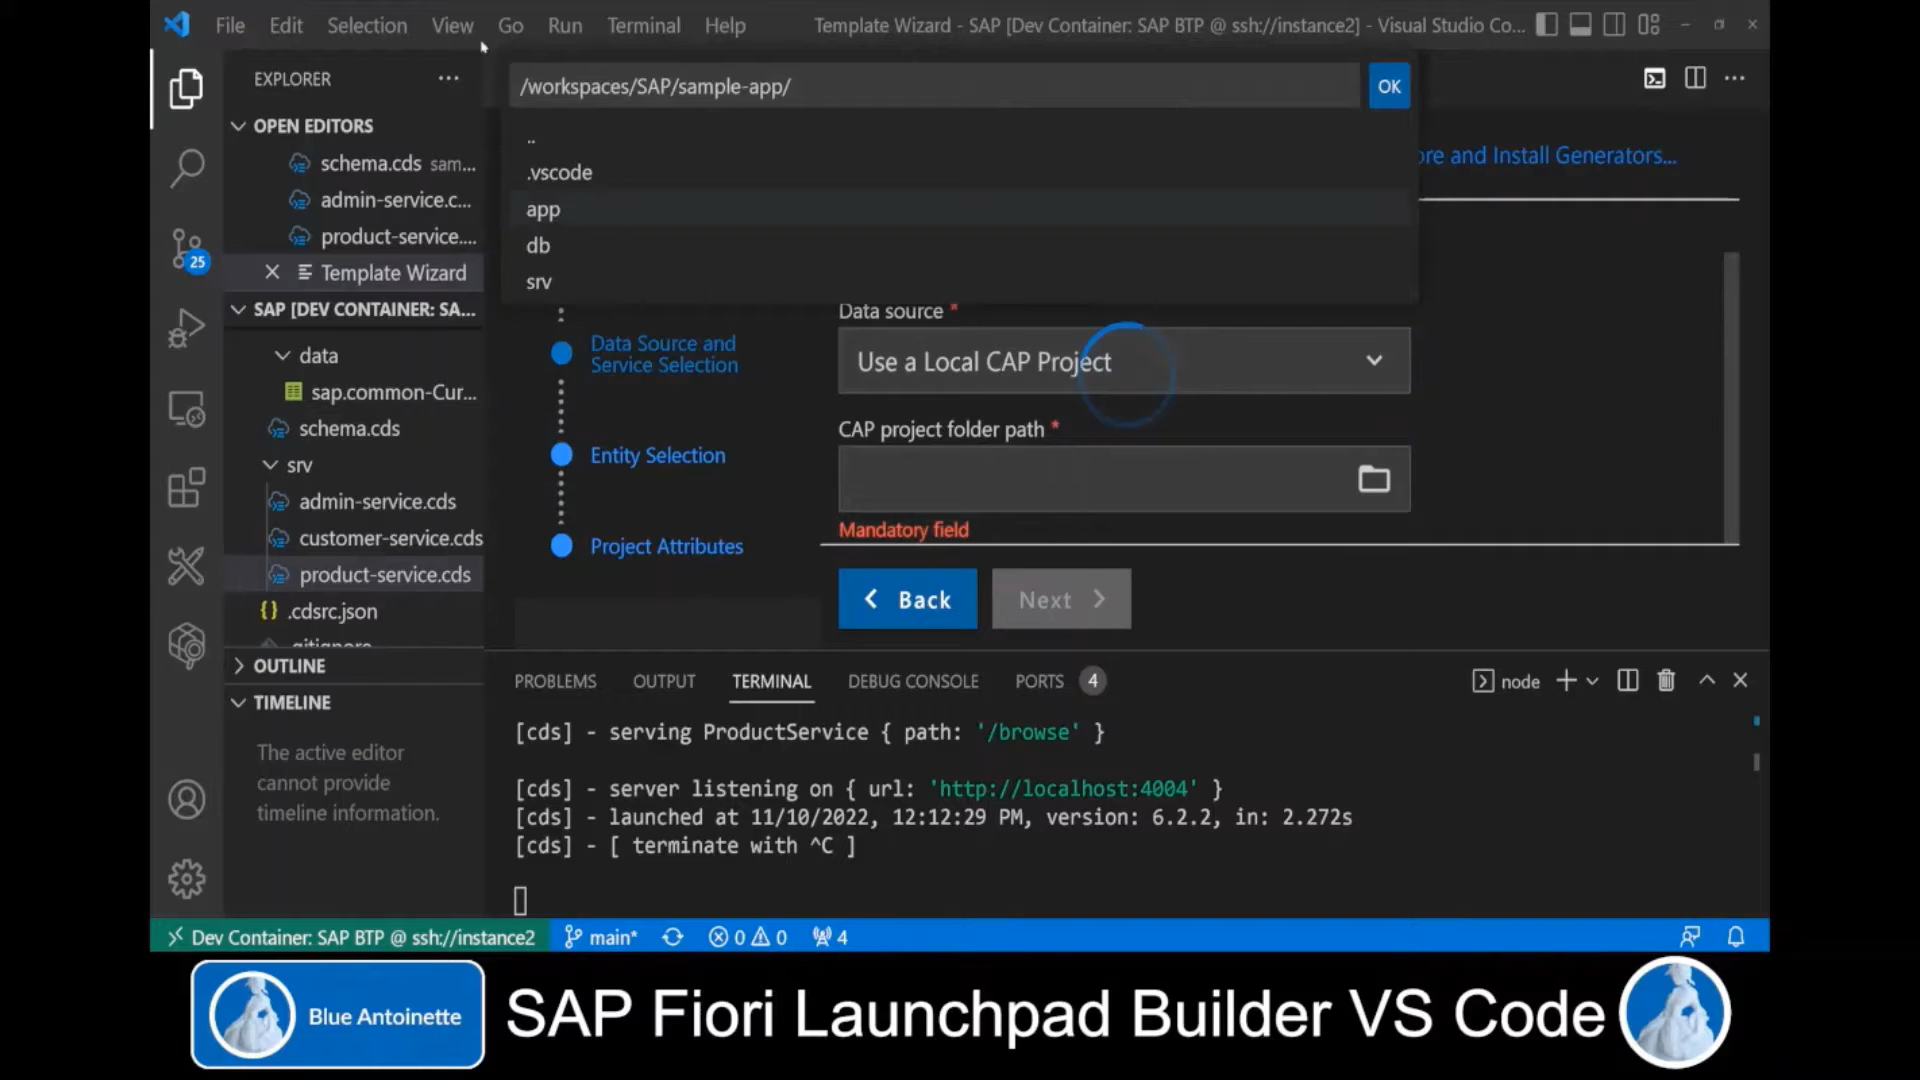 File Edit Selection View Go Run Terminal Help
Template Wizard - SAP [Dev Container: SAP BTP @ ssh://instance2] - Visual Studio Co...
EXPLORER
/workspaces/SAP/sample-app/
OK
OPEN EDITORS
schema.cds sam...
admin-service.c...
product-service....
Template Wizard
..
.vscode
app
db
srv
ore and Install Generators...
SAP [DEV CONTAINER: SA...
data
sap.common-Cur...
schema.cds
srv
admin-service.cds
customer-service.cds
product-service.cds
.cdsrc.json
.gitignore
25
Data Source and
Service Selection
Entity Selection
Project Attributes
Data source *
Use a Local CAP Project
CAP project folder path *
Mandatory field
Back
Next
OUTLINE
TIMELINE
The active editor
cannot provide
timeline information.
PROBLEMS OUTPUT TERMINAL DEBUG CONSOLE PORTS 4
node
[cds] - serving ProductService { path: '/browse' }
[cds] - server listening on { url: 'http://localhost:4004' }
[cds] - launched at 11/10/2022, 12:12:29 PM, version: 6.2.2, in: 2.272s
[cds] - [ terminate with ^C ]
Dev Container: SAP BTP @ ssh://instance2 main* 0 0 4
Blue Antoinette
SAP Fiori Launchpad Builder VS Code